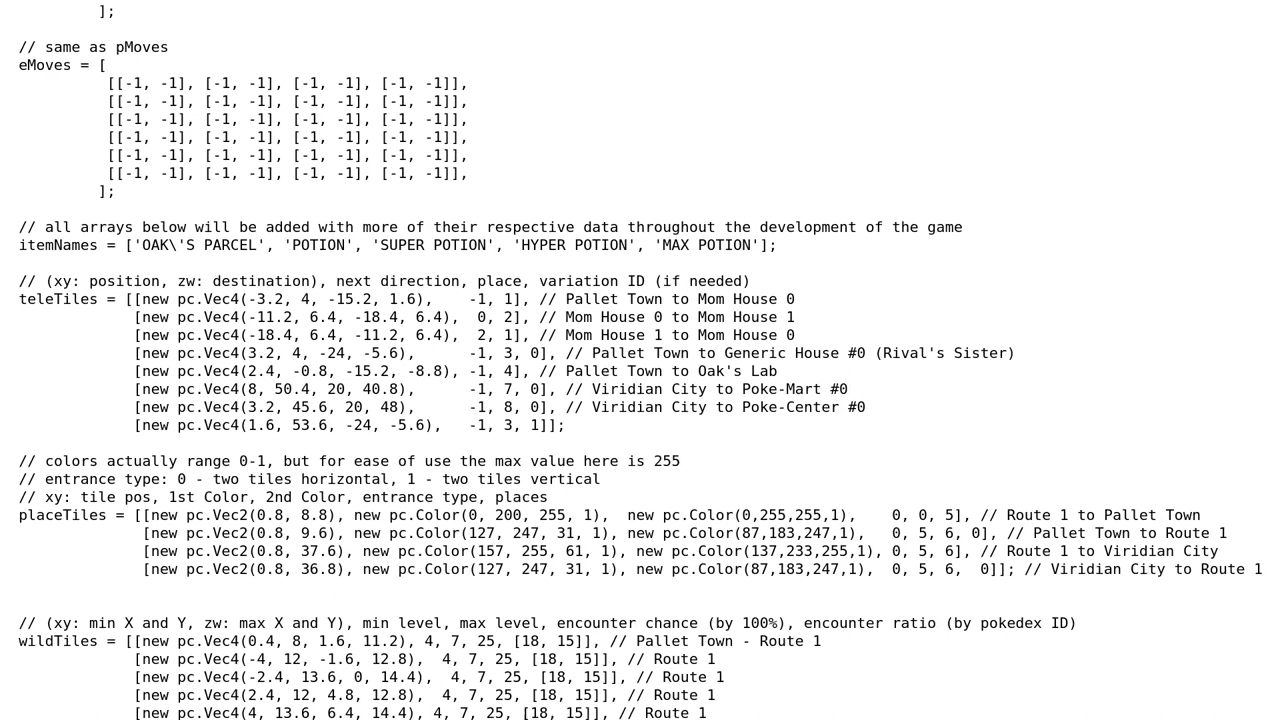 ];
// same as pMoves
eMoves = [
[[-1, -1], [-1, -1], [-1, -1], [-1, -1]],
[[-1, -1], [-1, -1], [-1, -1], [-1, -1]],
[[-1, -1], [-1, -1], [-1, -1], [-1, -1]],
[[-1, -1], [-1, -1], [-1, -1], [-1, -1]],
[[-1, -1], [-1, -1], [-1, -1], [-1, -1]],
[[-1, -1], [-1, -1], [-1, -1], [-1, -1]],
];
// all arrays below will be added with more of their respective data throughout the development of the game
itemNames = ['OAK\'S PARCEL', 'POTION', 'SUPER POTION', 'HYPER POTION', 'MAX POTION'];
// (xy: position, zw: destination), next direction, place, variation ID (if needed)
teleTiles = [[new pc.Vec4(-3.2, 4, -15.2, 1.6),    -1, 1], // Pallet Town to Mom House 0
[new pc.Vec4(-11.2, 6.4, -18.4, 6.4),  0, 2], // Mom House 0 to Mom House 1
[new pc.Vec4(-18.4, 6.4, -11.2, 6.4),  2, 1], // Mom House 1 to Mom House 0
[new pc.Vec4(3.2, 4, -24, -5.6),      -1, 3, 0], // Pallet Town to Generic House #0 (Rival's Sister)
[new pc.Vec4(2.4, -0.8, -15.2, -8.8), -1, 4], // Pallet Town to Oak's Lab
[new pc.Vec4(8, 50.4, 20, 40.8),      -1, 7, 0], // Viridian City to Poke-Mart #0
[new pc.Vec4(3.2, 45.6, 20, 48),      -1, 8, 0], // Viridian City to Poke-Center #0
[new pc.Vec4(1.6, 53.6, -24, -5.6),   -1, 3, 1]];
// colors actually range 0-1, but for ease of use the max value here is 255
// entrance type: 0 - two tiles horizontal, 1 - two tiles vertical
// xy: tile pos, 1st Color, 2nd Color, entrance type, places
placeTiles = [[new pc.Vec2(0.8, 8.8), new pc.Color(0, 200, 255, 1),  new pc.Color(0,255,255,1),    0, 0, 5], // Route 1 to Pallet Town
[new pc.Vec2(0.8, 9.6), new pc.Color(127, 247, 31, 1), new pc.Color(87,183,247,1),   0, 5, 6, 0], // Pallet Town to Route 1
[new pc.Vec2(0.8, 37.6), new pc.Color(157, 255, 61, 1), new pc.Color(137,233,255,1), 0, 5, 6], // Route 1 to Viridian City
[new pc.Vec2(0.8, 36.8), new pc.Color(127, 247, 31, 1), new pc.Color(87,183,247,1),  0, 5, 6,  0]]; // Viridian City to Route 1
// (xy: min X and Y, zw: max X and Y), min level, max level, encounter chance (by 100%), encounter ratio (by pokedex ID)
wildTiles = [[new pc.Vec4(0.4, 8, 1.6, 11.2), 4, 7, 25, [18, 15]], // Pallet Town - Route 1
[new pc.Vec4(-4, 12, -1.6, 12.8),  4, 7, 25, [18, 15]], // Route 1
[new pc.Vec4(-2.4, 13.6, 0, 14.4),  4, 7, 25, [18, 15]], // Route 1
[new pc.Vec4(2.4, 12, 4.8, 12.8),  4, 7, 25, [18, 15]], // Route 1
[new pc.Vec4(4, 13.6, 6.4, 14.4), 4, 7, 25, [18, 15]], // Route 1